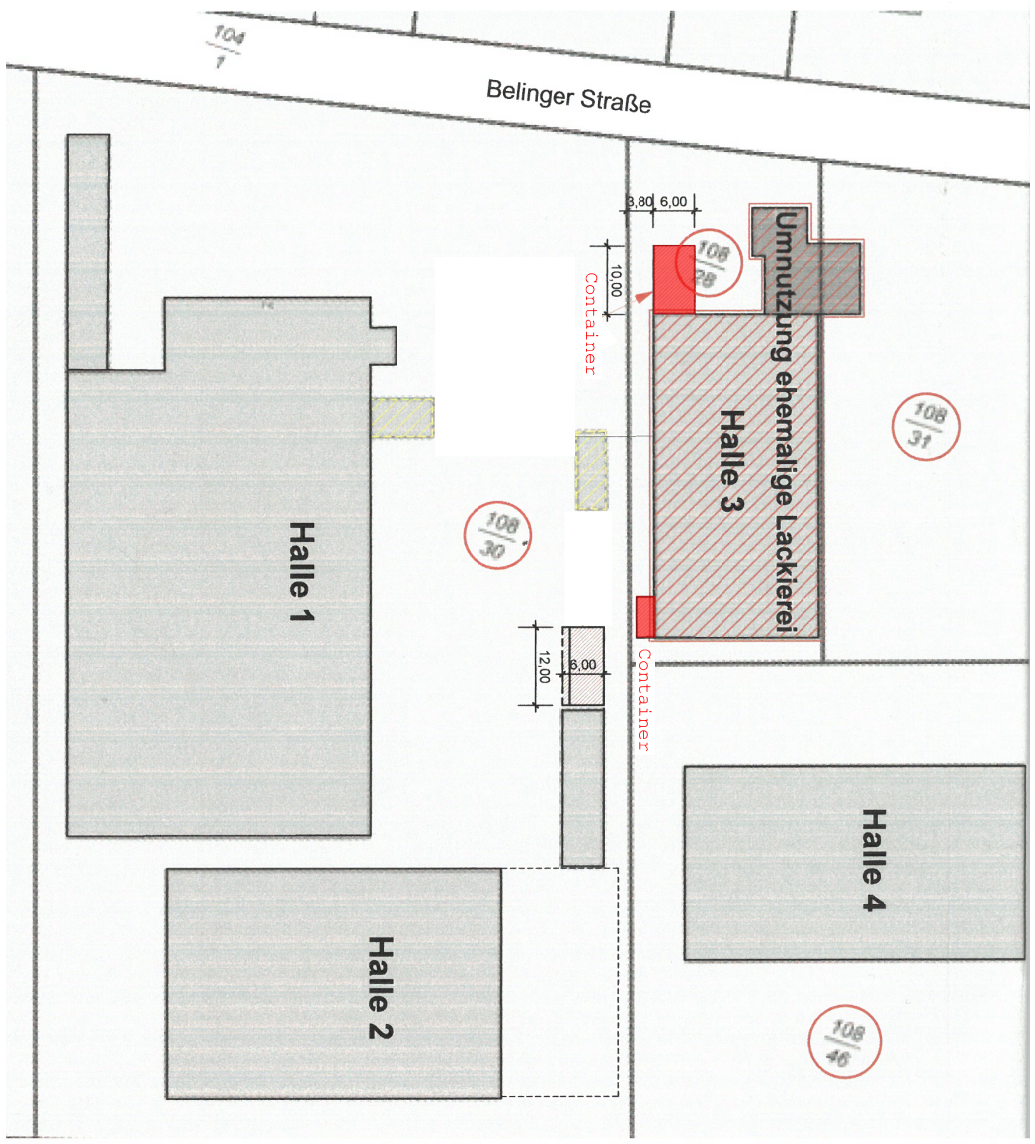 104
1
Belinger Straße
3,80
6,00
108
28
10,00
Container
Umnutzung ehemalige Lackierei
Halle 3
108
31
108
30
Halle 1
12,00
6,00
Container
Halle 4
Halle 2
108
46